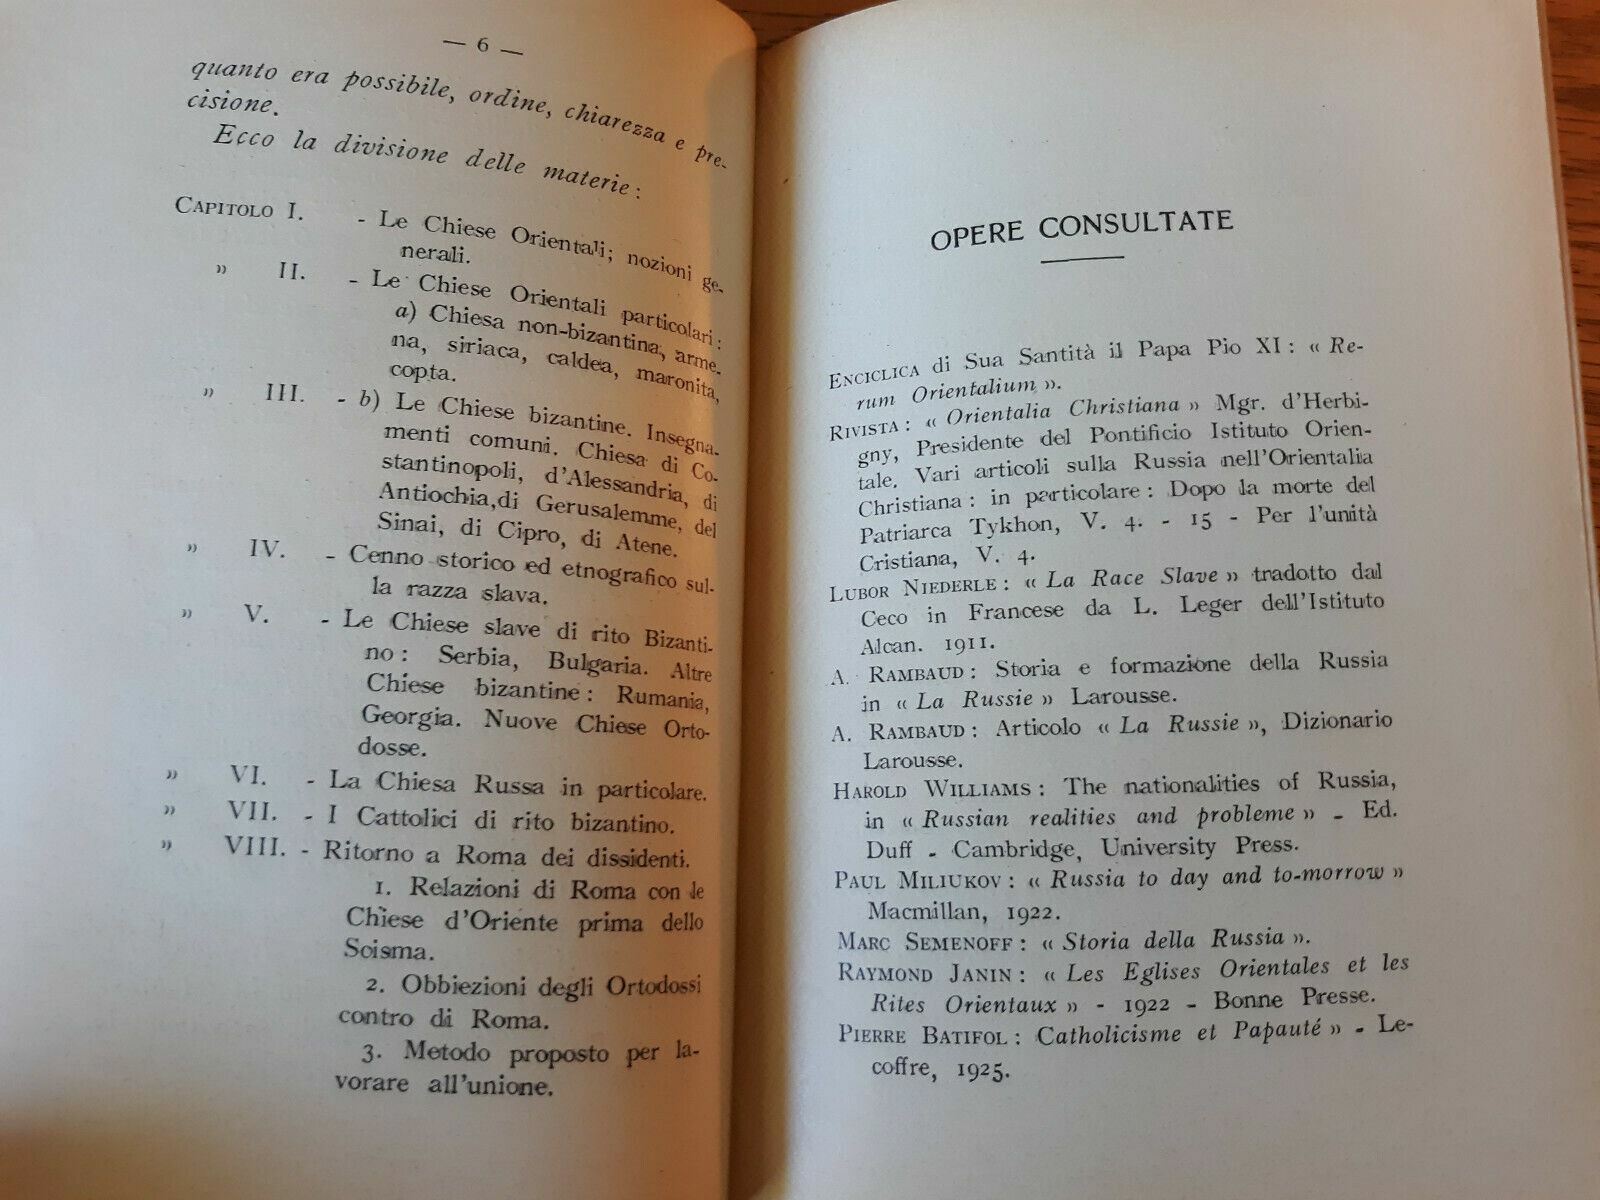 — 6 —
quanto era possibile, ordine, chiarezza e pre-
cisione.
Ecco la divisione delle materie :
CAPITOLO I. - Le Chiese Orientali; nozioni ge-
nerali.
» II. - Le Chiese Orientali particolari :
a) Chiesa non-bizantina, arme-
na, siriaca, caldea, maronita,
copta.
» III. - b) Le Chiese bizantine. Insegna-
menti comuni. Chiesa di Co-
stantinopoli, d'Alessandria, di
Antiochia,di Gerusalemme, del
Sinai, di Cipro, di Atene.
» IV. - Cenno storico ed etnografico sul-
la razza slava.
» V. - Le Chiese slave di rito Bizanti-
no : Serbia, Bulgaria. Altre
Chiese bizantine : Rumania,
Georgia. Nuove Chiese Orto-
dosse.
» VI. - La Chiesa Russa in particolare.
» VII. - I Cattolici di rito bizantino.
» VIII. - Ritorno a Roma dei dissidenti.
1. Relazioni di Roma con le
Chiese d'Oriente prima dello
Scisma.
2. Obbiezioni degli Ortodossi
contro di Roma.
3. Metodo proposto per la-
vorare all'unione.
OPERE CONSULTATE
ENCICLICA di Sua Santità il Papa Pio XI : « Re-
rum Orientalium ».
RIVISTA : « Orientalia Christiana » Mgr. d'Herbi-
gny, Presidente del Pontificio Istituto Orien-
tale. Vari articoli sulla Russia nell'Orientalia
Christiana : in particolare : Dopo la morte del
Patriarca Tykhon, V. 4. - 15 - Per l'unità
Cristiana, V. 4.
LUBOR NIEDERLE : « La Race Slave » tradotto dal
Ceco in Francese da L. Leger dell'Istituto
Alcan. 1911.
A. RAMBAUD : Storia e formazione della Russia
in « La Russie » Larousse.
A. RAMBAUD : Articolo « La Russie », Dizionario
Larousse.
HAROLD WILLIAMS : The nationalities of Russia,
in « Russian realities and probleme » - Ed.
Duff - Cambridge, University Press.
PAUL MILIUKOV : « Russia to day and to-morrow »
Macmillan, 1922.
MARC SEMENOFF : « Storia della Russia ».
RAYMOND JANIN : « Les Eglises Orientales et les
Rites Orientaux » - 1922 - Bonne Presse.
PIERRE BATIFOL : Catholicisme et Papauté » - Le-
coffre, 1925.